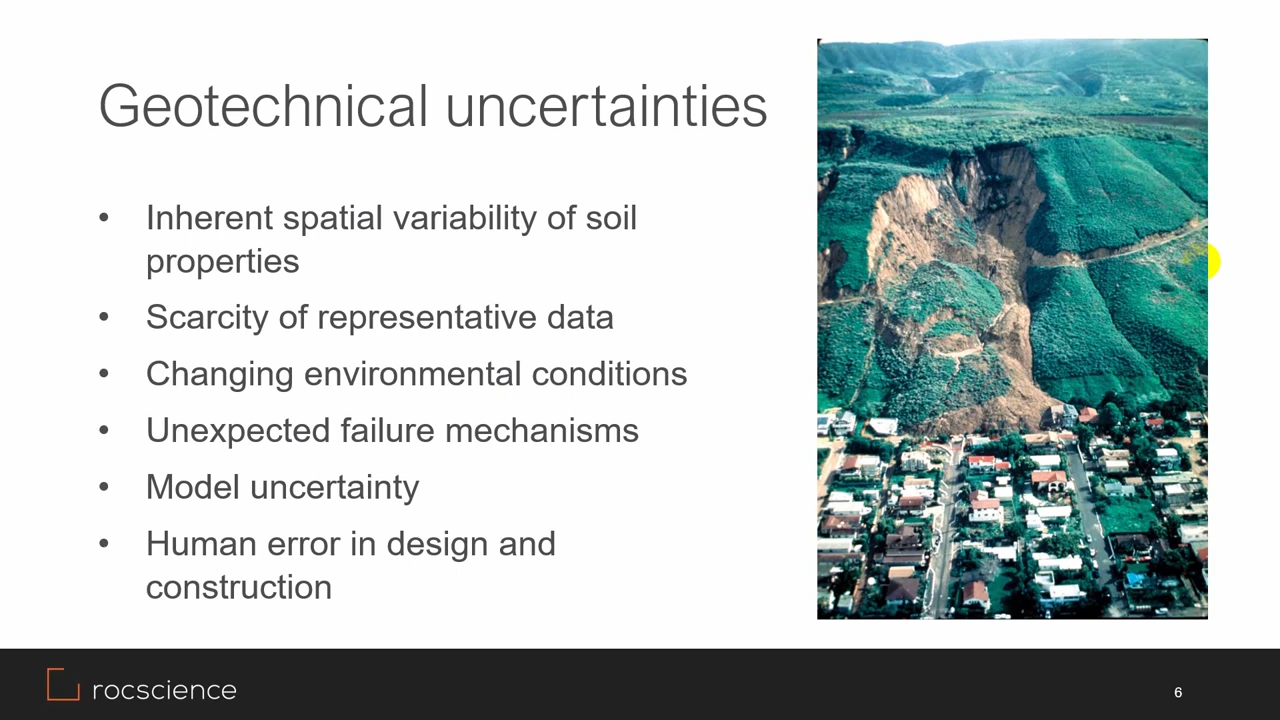 Geotechnical uncertainties
• Inherent spatial variability of soil
properties
• Scarcity of representative data
• Changing environmental conditions
• Unexpected failure mechanisms
• Model uncertainty
• Human error in design and
construction
rocscience
6